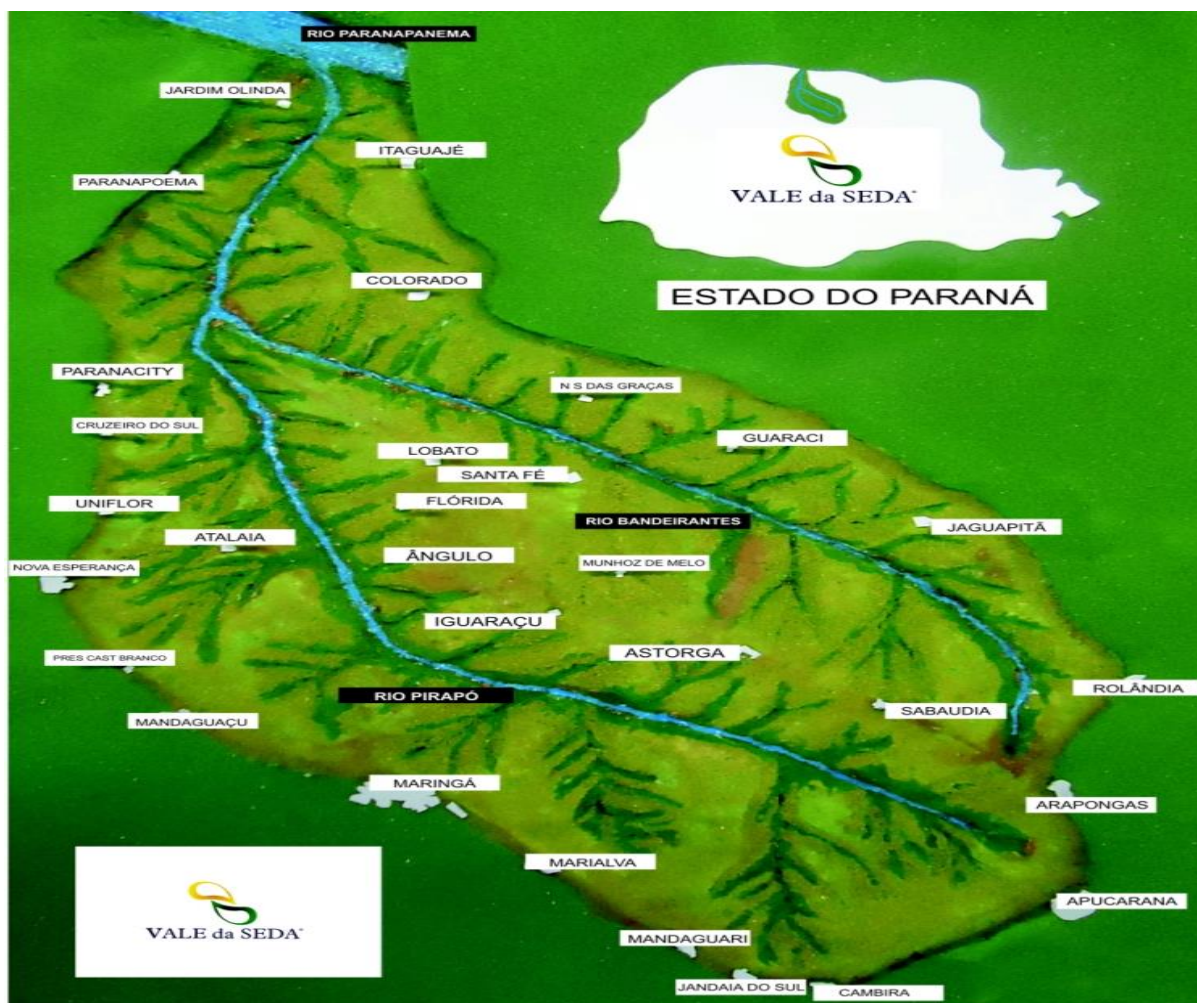 RIO PARANAPANEMA
JARDIM OLINDA
ITAGUAJÉ
PARANAPOEMA
VALE da SEDA
COLORADO
ESTADO DO PARANÁ
PARANACITY
N S DAS GRAÇAS
CRUZEIRO DO SUL
GUARACI
LOBATO
SANTA FÉ
UNIFLOR
FLÓRIDA
RIO BANDEIRANTES
JAGUAPITÃ
ATALAIA
ÂNGULO
NOVA ESPERANÇA
MUNHOZ DE MELO
IGUARAÇU
ASTORGA
PRES CAST BRANCO
RIO PIRAPÓ
ROLÂNDIA
SABAUDIA
MANDAGUAÇU
MARINGÁ
ARAPONGAS
MARIALVA
APUCARANA
VALE da SEDA
MANDAGUARI
JANDAIA DO SUL
CAMBIRA